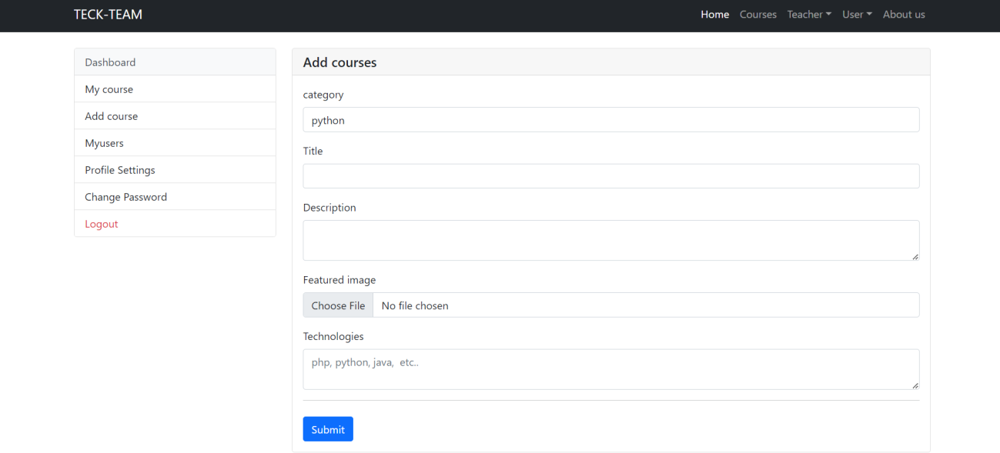 TECK-TEAM
Home Courses Teacher User About us
Dashboard
My course
Add course
Myusers
Profile Settings
Change Password
Logout
Add courses
category
python
Title
Description
Featured image
Choose File No file chosen
Technologies
php, python, java, etc..
Submit